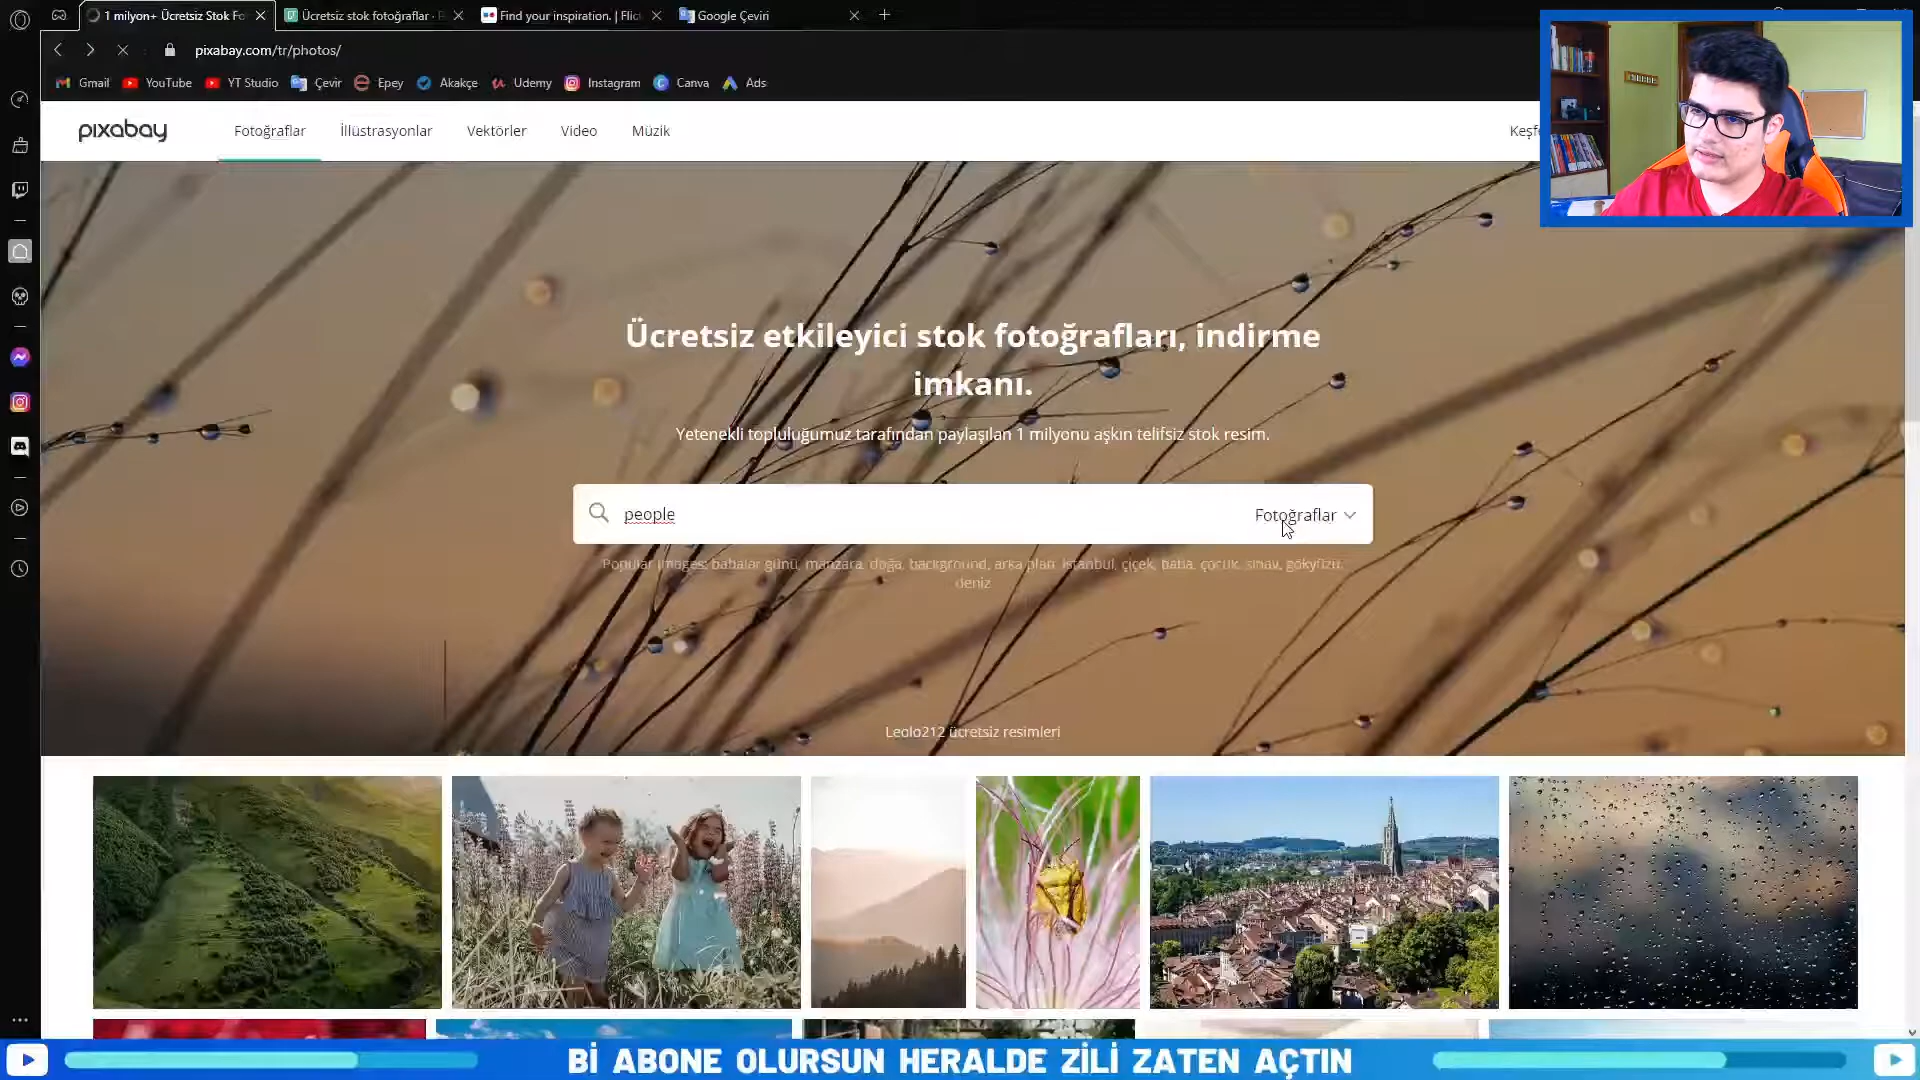 1 milyon+ Ücretsiz Stok Fo
Ücretsiz stok fotoğraflar ·
Find your inspiration. | Flic
Google Çeviri
pixabay.com/tr/photos/
Gmail
YouTube
YT Studio
Çevir
Epey
Akakçe
Udemy
Instagram
Canva
Ads
pixabay
Fotoğraflar
İllüstrasyonlar
Vektörler
Video
Müzik
Keşf
Ücretsiz etkileyici stok fotoğrafları, indirme
imkanı.
Yetenekli topluluğumuz tarafından paylaşılan 1 milyonu aşkın telifsiz stok resim.
people
Fotoğraflar
Popular images: babalar günü, manzara, doğa, background, arka plan, istanbul, çiçek, baba, çocuk, sınav, gökyüzü,
deniz
Leolo212 ücretsiz resimleri
Bİ ABONE OLURSUN HERALDE ZİLİ ZATEN AÇTIN